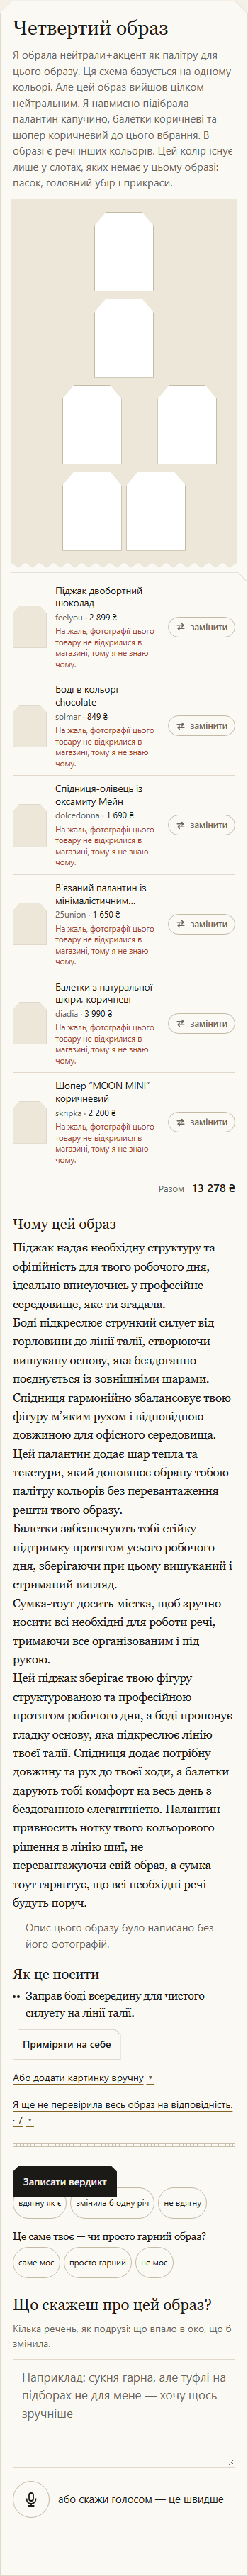 Четвертий образ
Я обрала нейтрали+акцент як палітру для
цього образу. Ця схема базується на одному
кольорі. Але цей образ вийшов цілком
нейтральним. Я навмисно підібрала
палантин капучино, балетки коричневі та
шопер коричневий до цього вбрання. В
образі є речі інших кольорів. Цей колір існує
лише у слотах, яких немає у цьому образі:
пасок, головний убір і прикраси.
Піджак двобортний
шоколад
feelyou · 2 899 ₴
На жаль, фотографії цього
товару не відкрилися в
магазині, тому я не знаю
чому.
замінити
Боді в кольорі
chocolate
solmar · 849 ₴
На жаль, фотографії цього
товару не відкрилися в
магазині, тому я не знаю
чому.
замінити
Спідниця-олівець із
оксамиту Мейн
dolcedonna · 1 690 ₴
На жаль, фотографії цього
товару не відкрилися в
магазині, тому я не знаю
чому.
замінити
В'язаний палантин із
мінімалістичним...
25union · 1 650 ₴
На жаль, фотографії цього
товару не відкрилися в
магазині, тому я не знаю
чому.
замінити
Балетки з натуральної
шкіри, коричневі
diadia · 3 990 ₴
На жаль, фотографії цього
товару не відкрилися в
магазині, тому я не знаю
чому.
замінити
Шопер “MOON MINI”
коричневий
skripka · 2 200 ₴
На жаль, фотографії цього
товару не відкрилися в
магазині, тому я не знаю
чому.
замінити
Разом 13 278 ₴
Чому цей образ
Піджак надає необхідну структуру та
офіційність для твого робочого дня,
ідеально вписуючись у професійне
середовище, яке ти згадала.
Боді підкреслює стрункий силует від
горловини до лінії талії, створюючи
вишукану основу, яка бездоганно
поєднується із зовнішніми шарами.
Спідниця гармонійно збалансовує твою
фігуру м’яким рухом і відповідною
довжиною для офісного середовища.
Цей палантин додає шар тепла та
текстури, який доповнює обрану тобою
палітру кольорів без перевантаження
решти твого образу.
Балетки забезпечують тобі стійку
підтримку протягом усього робочого
дня, зберігаючи при цьому вишуканий і
стриманий вигляд.
Сумка-тоут досить містка, щоб зручно
носити всі необхідні для роботи речі,
тримаючи все організованим і під
рукою.
Цей піджак зберігає твою фігуру
структурованою та професійною
протягом робочого дня, а боді пропонує
гладку основу, яка підкреслює лінію
твоєї талії. Спідниця додає потрібну
довжину та рух до твоєї ходи, а балетки
дарують тобі комфорт на весь день з
бездоганною елегантністю. Палантин
привносить нотку твого кольорового
рішення в лінію шиї, не
перевантажуючи свій образ, а сумка-
тоут гарантує, що всі необхідні речі
будуть поруч.
Опис цього образу було написано без
його фотографій.
Як це носити
•• Заправ боді всередину для чистого
силуету на лінії талії.
Приміряти на себе
Або додати картинку вручну
Я ще не перевірила весь образ на відповідність.
· 7
Записати вердикт
вдягну як є
змінила б одну річ
не вдягну
Це саме твоє — чи просто гарний образ?
саме моє
просто гарний
не моє
Що скажеш про цей образ?
Кілька речень, як подрузі: що впало в око, що б
змінила.
Наприклад: сукня гарна, але туфлі на
підборах не для мене — хочу щось
зручніше
або скажи голосом — це швидше